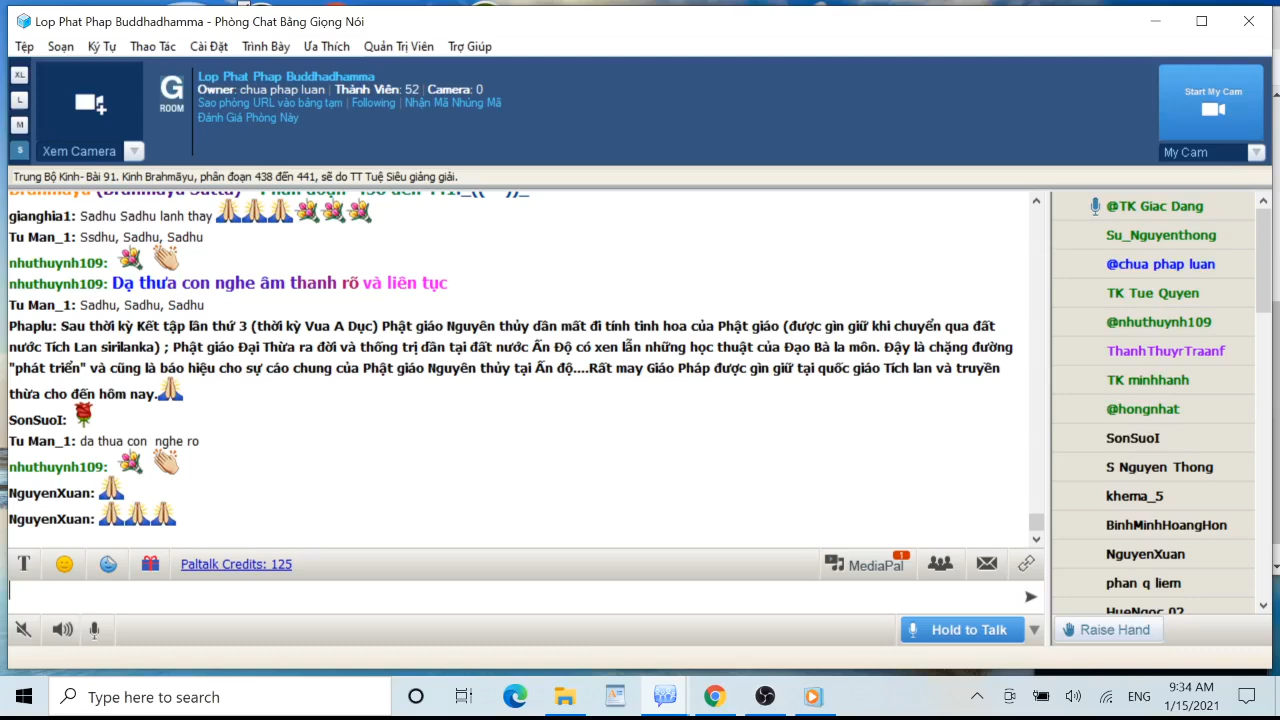 Lop Phat Phap Buddhadhamma - Phòng Chat Bằng Giọng Nói
Tệp Soạn Ký Tự Thao Tác Cài Đặt Trình Bày Ưa Thích Quản Trị Viên Trợ Giúp
XL
L
M
S
Xem Camera
G
ROOM
Lop Phat Phap Buddhadhamma
Owner: chua phap luan | Thành Viên: 52 | Camera: 0
Sao phòng URL vào bảng tạm | Following | Nhận Mã Nhúng Mã
Đánh Giá Phòng Này
Start My Cam
My Cam
Trung Bộ Kinh- Bài 91. Kinh Brahmāyu, phân đoạn 438 đến 441, sẽ do TT Tuệ Siêu giảng giải.
gianghia1: Sadhu Sadhu lanh thay
Tu Man_1: Ssdhu, Sadhu, Sadhu
nhuthuynh109:
nhuthuynh109: Dạ thưa con nghe âm thanh rõ và liên tục
Tu Man_1: Sadhu, Sadhu, Sadhu
Phaplu: Sau thời kỳ Kết tập lần thứ 3 (thời kỳ Vua A Dục) Phật giáo Nguyên thủy dần mất đi tính tinh hoa của Phật giáo (được gìn giữ khi chuyển qua đất
nước Tích Lan sirilanka) ; Phật giáo Đại Thừa ra đời và thống trị dần tại đất nước Ấn Độ có xen lẫn những học thuật của Đạo Bà la môn. Đậy là chặng đường
"phát triển" và cũng là báo hiệu cho sự cáo chung của Phật giáo Nguyên thủy tại Ấn độ....Rất may Giáo Pháp được gìn giữ tại quốc giáo Tích lan và truyền
thừa cho đến hôm nay.
SonSuoI:
Tu Man_1: da thua con nghe ro
nhuthuynh109:
NguyenXuan:
NguyenXuan:
@TK Giac Dang
Su_Nguyenthong
@chua phap luan
TK Tue Quyen
@nhuthuynh109
ThanhThuyrTraanf
TK minhhanh
@hongnhat
SonSuoI
S Nguyen Thong
khema_5
BinhMinhHoangHon
NguyenXuan
phan q liem
HueNgoc 02
T Paltalk Credits: 125 MediaPal 1
Hold to Talk Raise Hand
Type here to search
ENG
9:34 AM
1/15/2021